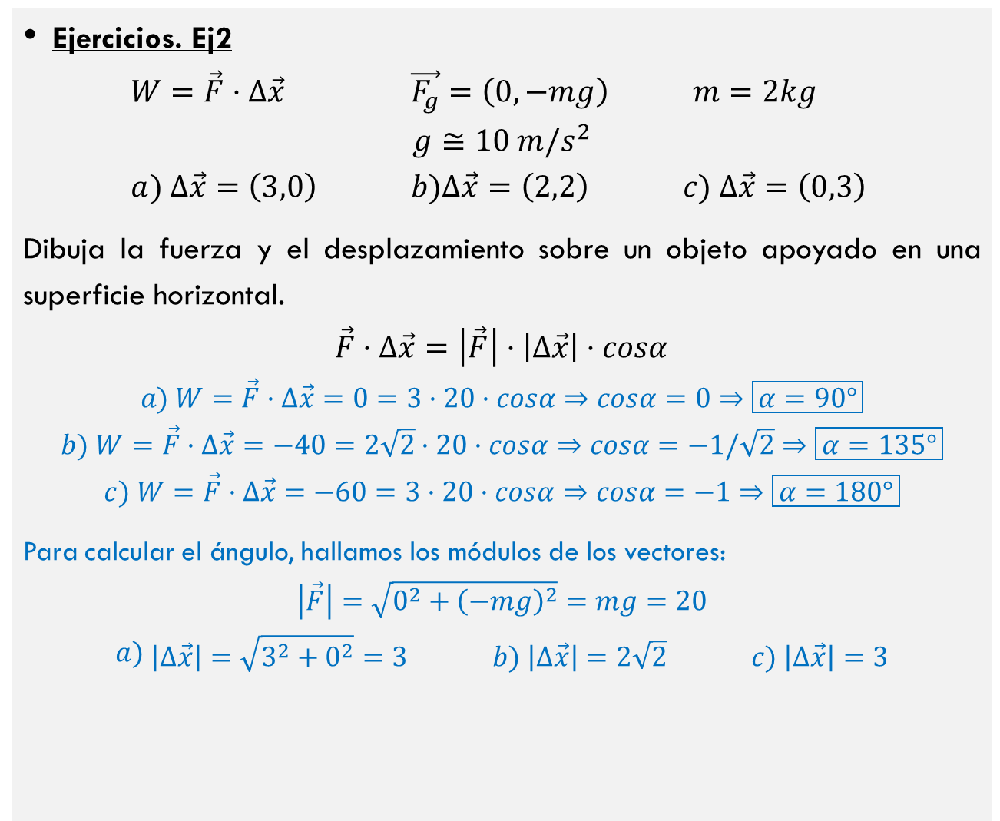 • Ejercicios. Ej2
W = F⃗ · Δx⃗ F_g⃗ = (0, −mg) m = 2kg
g ≅ 10 m/s²
a) Δx⃗ = (3,0) b)Δx⃗ = (2,2) c) Δx⃗ = (0,3)
Dibuja la fuerza y el desplazamiento sobre un objeto apoyado en una
superficie horizontal.
F⃗ · Δx⃗ = |F⃗| · |Δx⃗| · cosα
a) W = F⃗ · Δx⃗ = 0 = 3 · 20 · cosα ⇒ cosα = 0 ⇒ α = 90°
b) W = F⃗ · Δx⃗ = −40 = 2√2 · 20 · cosα ⇒ cosα = −1/√2 ⇒ α = 135°
c) W = F⃗ · Δx⃗ = −60 = 3 · 20 · cosα ⇒ cosα = −1 ⇒ α = 180°
Para calcular el ángulo, hallamos los módulos de los vectores:
|F⃗| = √(0² + (−mg)²) = mg = 20
a) |Δx⃗| = √(3² + 0²) = 3 b) |Δx⃗| = 2√2 c) |Δx⃗| = 3